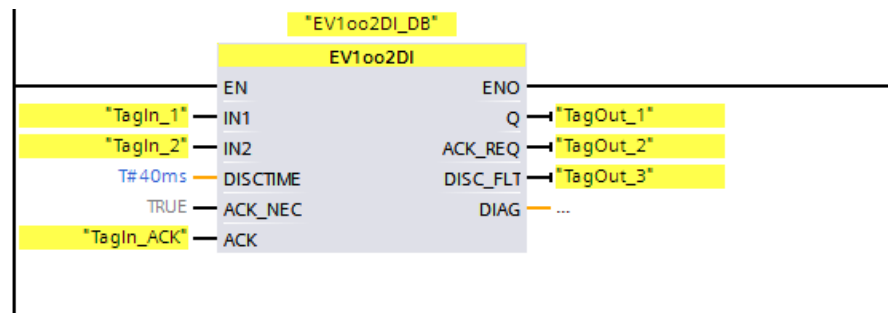 "EV1oo2DI_DB"
EV1oo2DI
EN ENO
"TagIn_1" IN1 Q "TagOut_1"
"TagIn_2" IN2 ACK_REQ "TagOut_2"
T#40ms DISCTIME DISC_FLT "TagOut_3"
TRUE ACK_NEC DIAG ...
"TagIn_ACK" ACK